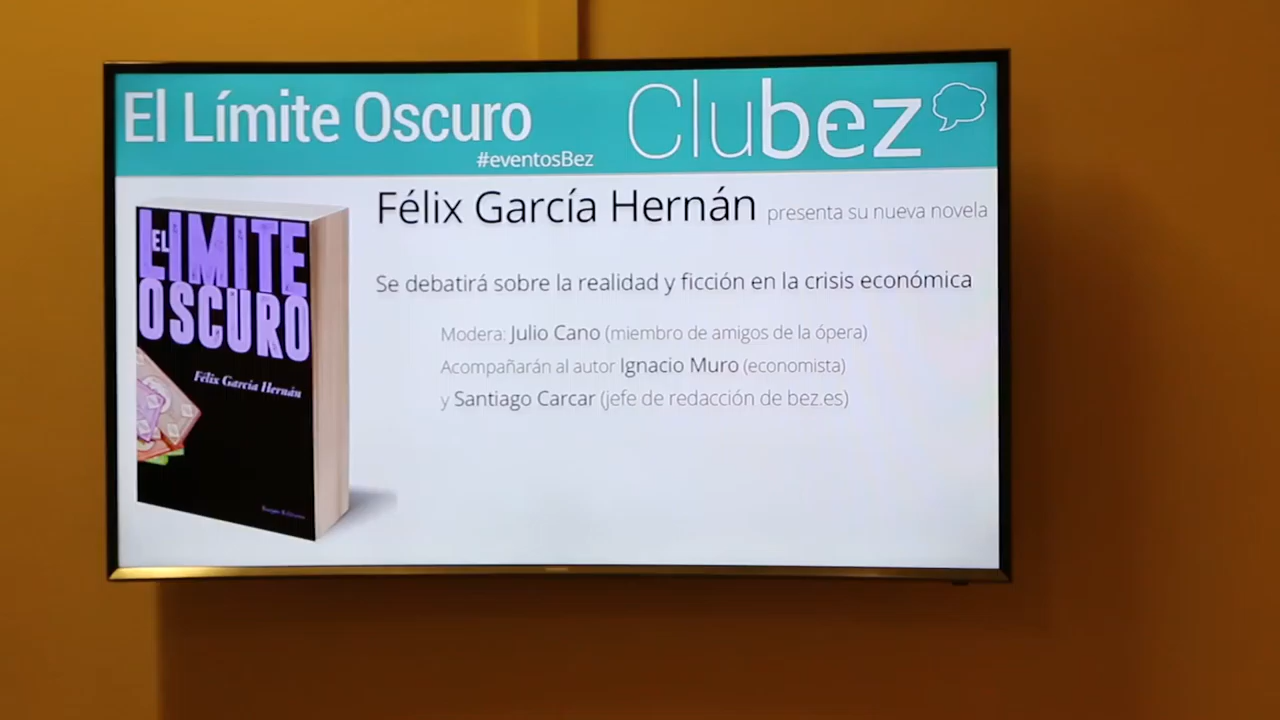 El Límite Oscuro
#eventosBez
Clubez
Félix García Hernán presenta su nueva novela
Se debatirá sobre la realidad y ficción en la crisis económica
Modera: Julio Cano (miembro de amigos de la ópera)
Acompañarán al autor Ignacio Muro (economista)
y Santiago Carcar (jefe de redacción de bez.es)
EL LIMITE
OSCURO
Félix García Hernán